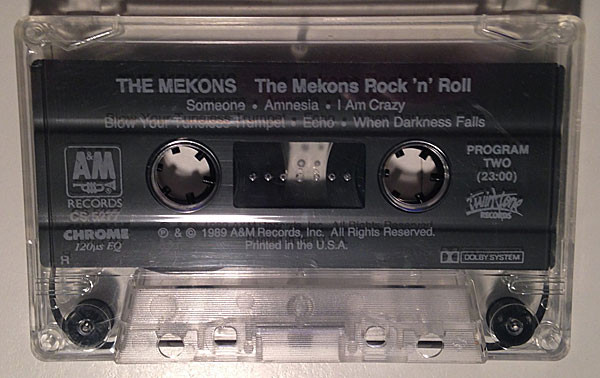 THE MEKONS The Mekons Rock 'n' Roll
Someone • Amnesia • I Am Crazy
Blow Your Tuneless Trumpet • Echo • When Darkness Falls
A&M
RECORDS
CS 5277
CHROME
120µs EQ
PROGRAM
TWO
(23:00)
Twin/Tone
RECORDS
℗ & © 1989 A&M Records, Inc. All Rights Reserved.
Printed in the U.S.A.
DOLBY SYSTEM